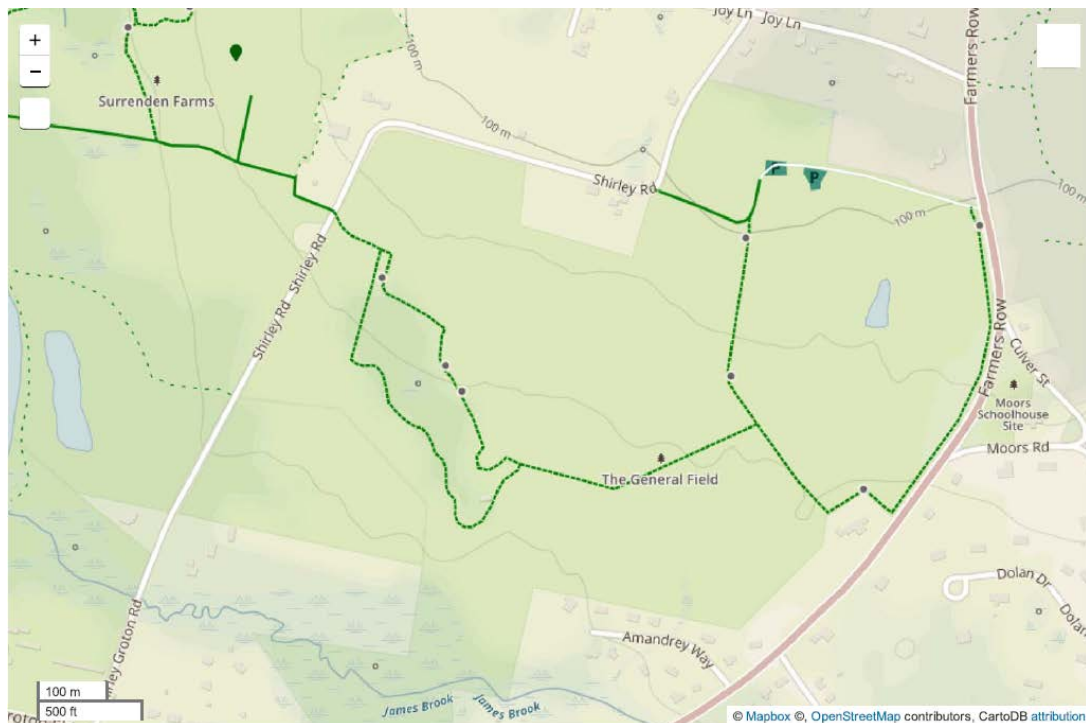 Joy Ln Joy Ln
+
−
Farmers Row
100 m
Surrenden Farms
100 m
P
P
Shirley Rd
100 m
100 m
Shirley Rd
Shirley Rd
Farmers Row
Culver St
Moors
Schoolhouse
Site
Moors Rd
The General Field
Dolan Dr
Dolan
Amandrey Way
Groton Rd
100 m
500 ft
James Brook
James Brook
© Mapbox ©, OpenStreetMap contributors, CartoDB attribution